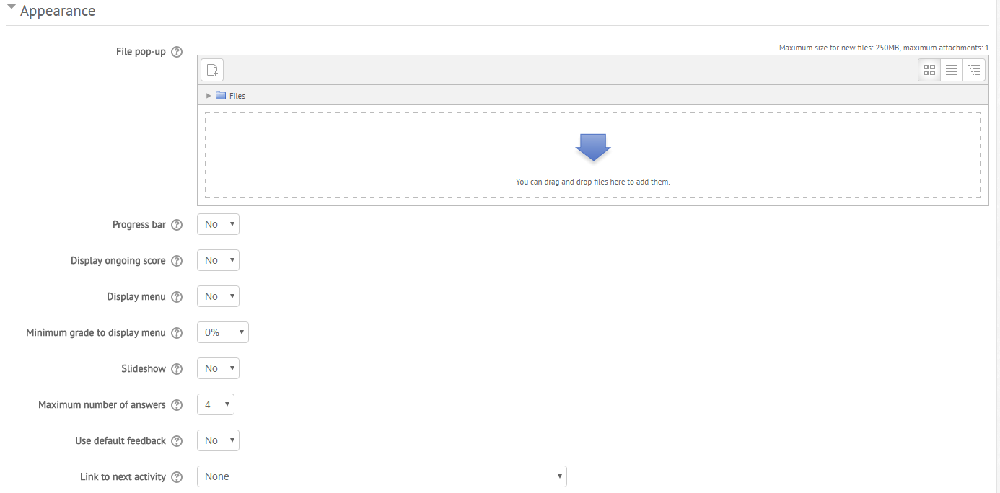 Appearance
File pop-up
Maximum size for new files: 250MB, maximum attachments: 1
Files
You can drag and drop files here to add them.
Progress bar No
Display ongoing score No
Display menu No
Minimum grade to display menu 0%
Slideshow No
Maximum number of answers 4
Use default feedback No
Link to next activity None